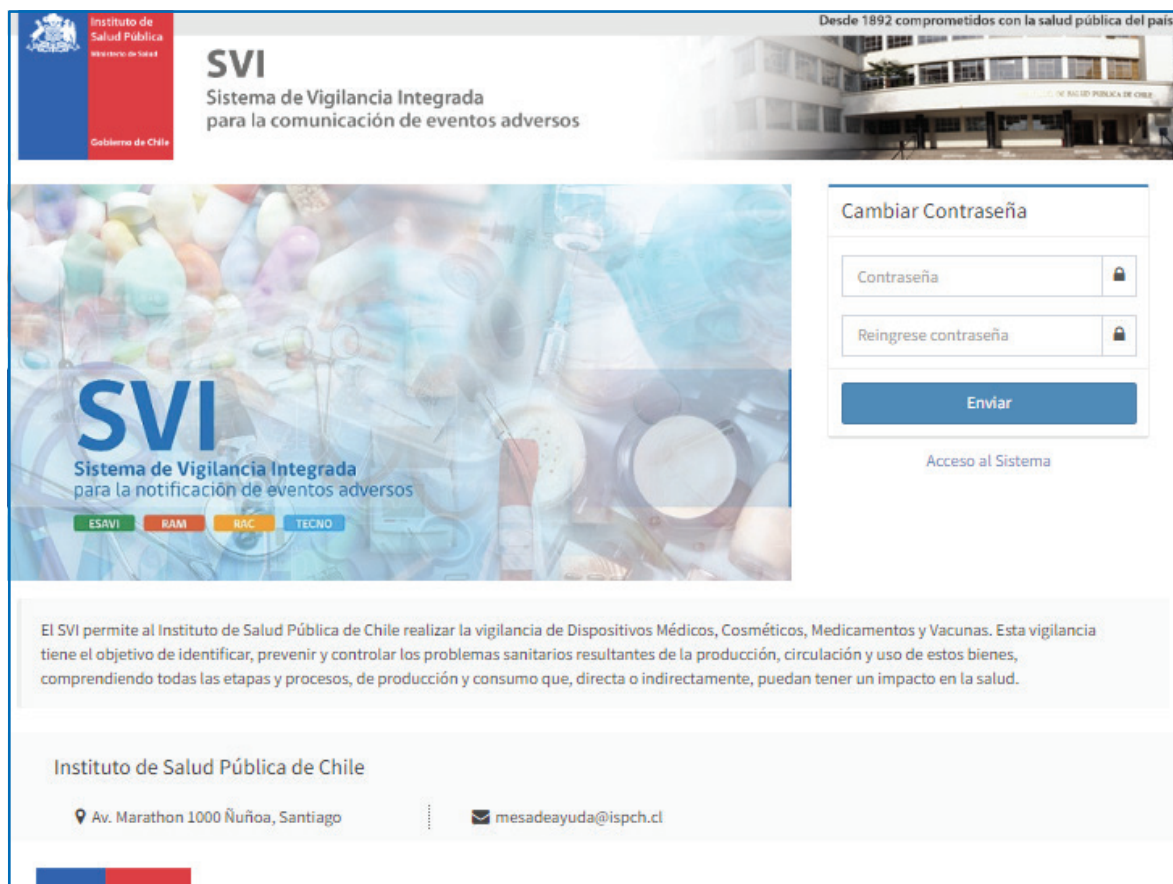 Desde 1892 comprometidos con la salud pública del país
Instituto de
Salud Pública
Ministerio de Salud
Gobierno de Chile
SVI
Sistema de Vigilancia Integrada
para la comunicación de eventos adversos
SVI
Sistema de Vigilancia Integrada
para la notificación de eventos adversos
ESAVI RAM RAC TECNO
Cambiar Contraseña
Contraseña
Reingrese contraseña
Enviar
Acceso al Sistema
El SVI permite al Instituto de Salud Pública de Chile realizar la vigilancia de Dispositivos Médicos, Cosméticos, Medicamentos y Vacunas. Esta vigilancia
tiene el objetivo de identificar, prevenir y controlar los problemas sanitarios resultantes de la producción, circulación y uso de estos bienes,
comprendiendo todas las etapas y procesos, de producción y consumo que, directa o indirectamente, puedan tener un impacto en la salud.
Instituto de Salud Pública de Chile
Av. Marathon 1000 Ñuñoa, Santiago
mesadeayuda@ispch.cl